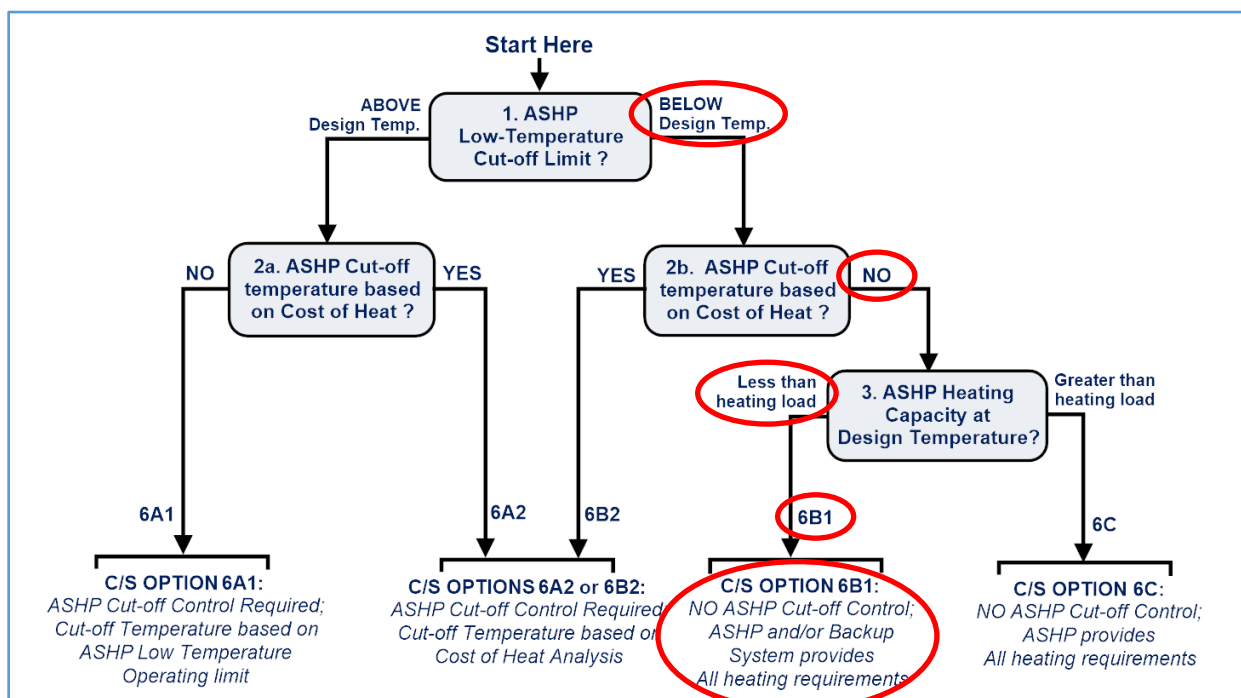 Start Here
ABOVE
Design Temp.
1. ASHP
Low-Temperature
Cut-off Limit ?
BELOW
Design Temp.
NO
2a. ASHP Cut-off
temperature based
on Cost of Heat ?
YES
YES
2b. ASHP Cut-off
temperature based
on Cost of Heat ?
NO
Less than
heating load
3. ASHP Heating
Capacity at
Design Temperature?
Greater than
heating load
6A1
6A2
6B2
6B1
6C
C/S OPTION 6A1:
ASHP Cut-off Control Required;
Cut-off Temperature based on
ASHP Low Temperature
Operating limit
C/S OPTIONS 6A2 or 6B2:
ASHP Cut-off Control Required;
Cut-off Temperature based on
Cost of Heat Analysis
C/S OPTION 6B1:
NO ASHP Cut-off Control;
ASHP and/or Backup
System provides
All heating requirements
C/S OPTION 6C:
NO ASHP Cut-off Control;
ASHP provides
All heating requirements